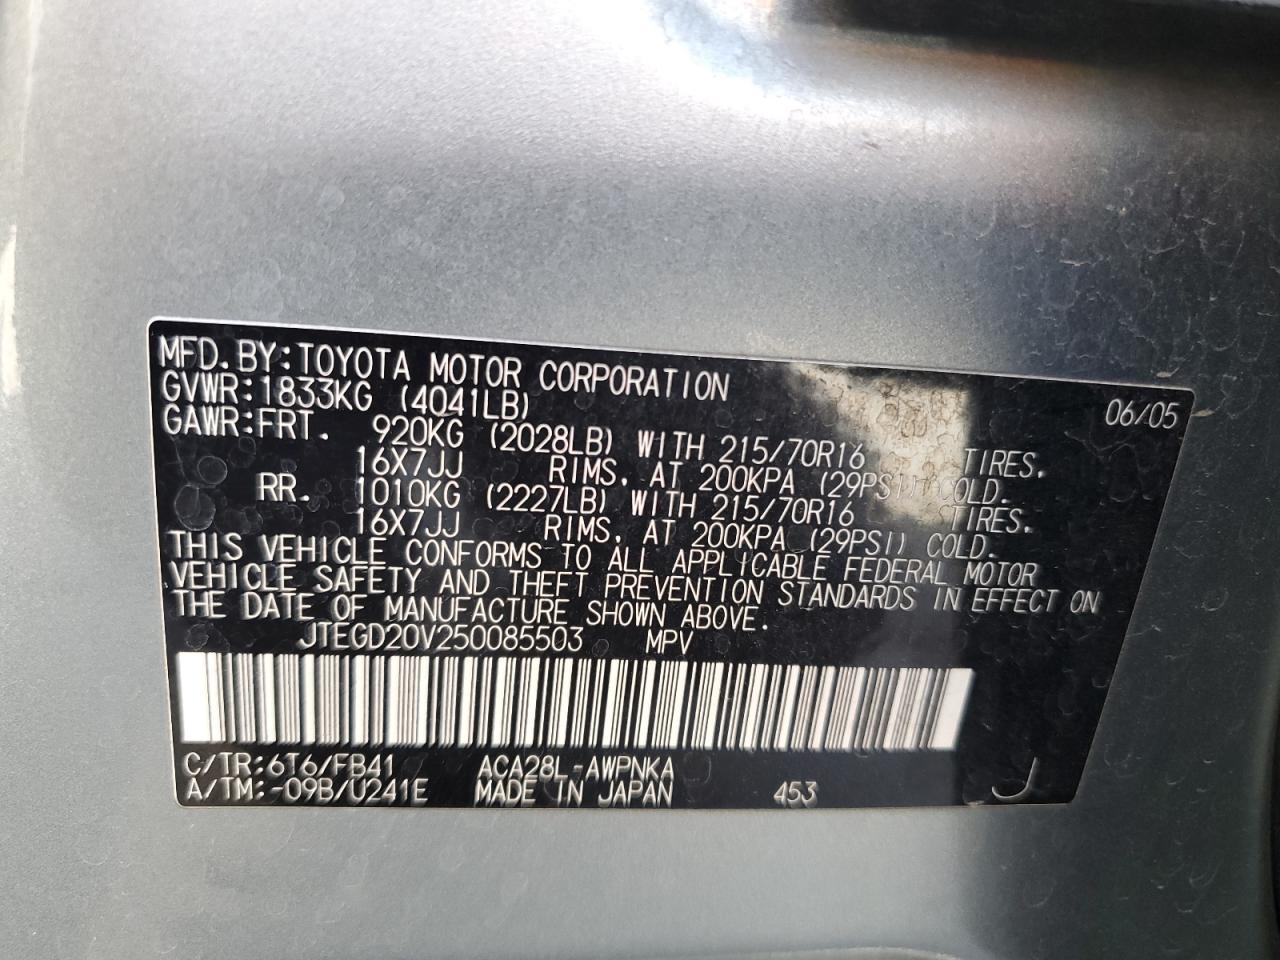 MFD. BY: TOYOTA MOTOR CORPORATION 06/05
GVWR: 1833KG (4041LB)
GAWR: FRT. 920KG (2028LB) WITH 215/70R16 TIRES,
16X7JJ RIMS, AT 200KPA (29PSI) COLD.
RR. 1010KG (2227LB) WITH 215/70R16 TIRES.
16X7JJ RIMS, AT 200KPA (29PSI) COLD.
THIS VEHICLE CONFORMS TO ALL APPLICABLE FEDERAL MOTOR
VEHICLE SAFETY AND THEFT PREVENTION STANDARDS IN EFFECT ON
THE DATE OF MANUFACTURE SHOWN ABOVE.
JTEGD20V250085503 MPV
C/TR: 6T6/FB41 ACA28L-AWPNKA
A/TM: -09B/U241E MADE IN JAPAN 453 J